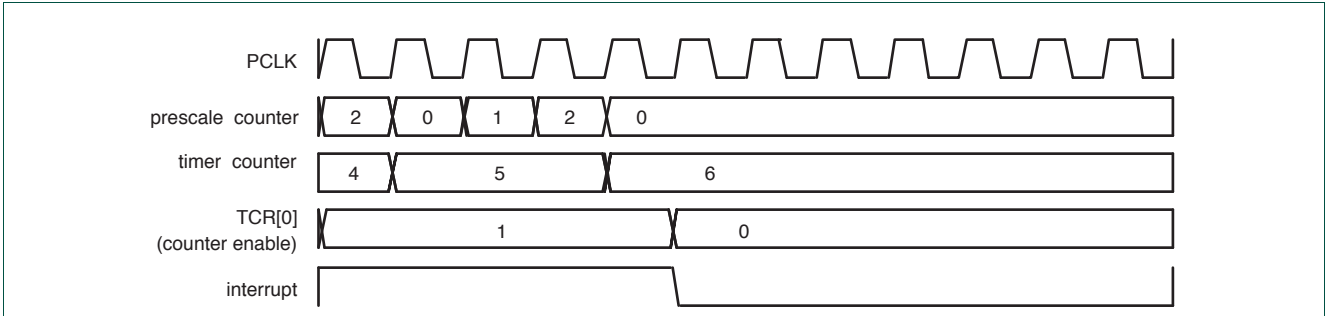 PCLK
prescale counter 2 0 1 2 0
timer counter 4 5 6
TCR[0]
(counter enable) 1 0
interrupt